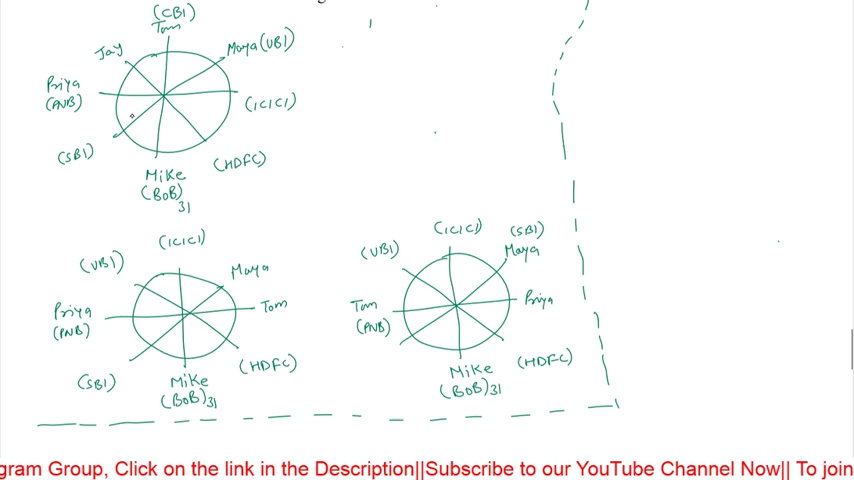 (CBI)
Tom
Jay
Maya (UBI)
Priya
(PNB)
(ICICI)
(SBI)
(HDFC)
Mike
(BOB)
31
(ICICI)
(UBI)
Maya
Priya
(PNB)
Tom
(SBI)
(HDFC)
Mike
(BOB) 31
(ICICI)
(SBI)
(UBI)
Maya
Tom
(PNB)
Priya
Mike
(HDFC)
(BOB) 31
gram Group, Click on the link in the Description||Subscribe to our YouTube Channel Now|| To join